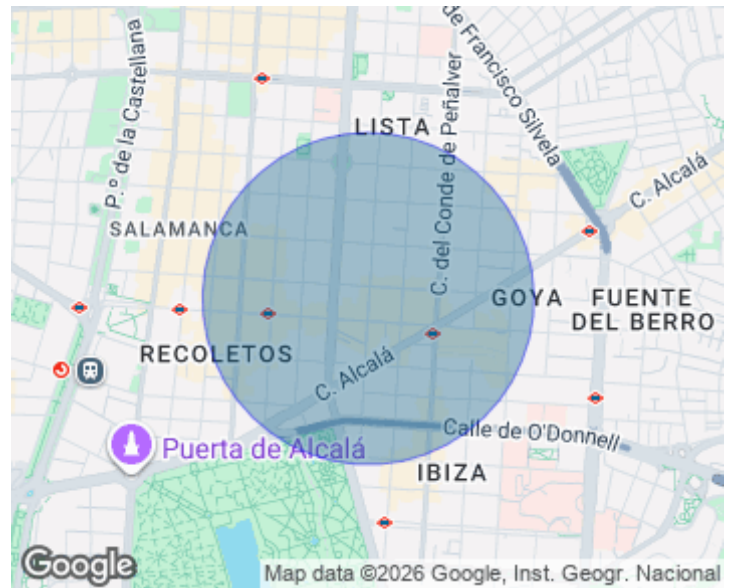 de Francisco Silvela
P.º de la Castellana
LISTA
C. del Conde de Peñalver
C. Alcalá
SALAMANCA
GOYA
FUENTE
DEL BERRO
RECOLETOS
C. Alcalá
Calle de O'Donnell
Puerta de Alcalá
IBIZA
Google
Map data ©2026 Google, Inst. Geogr. Nacional